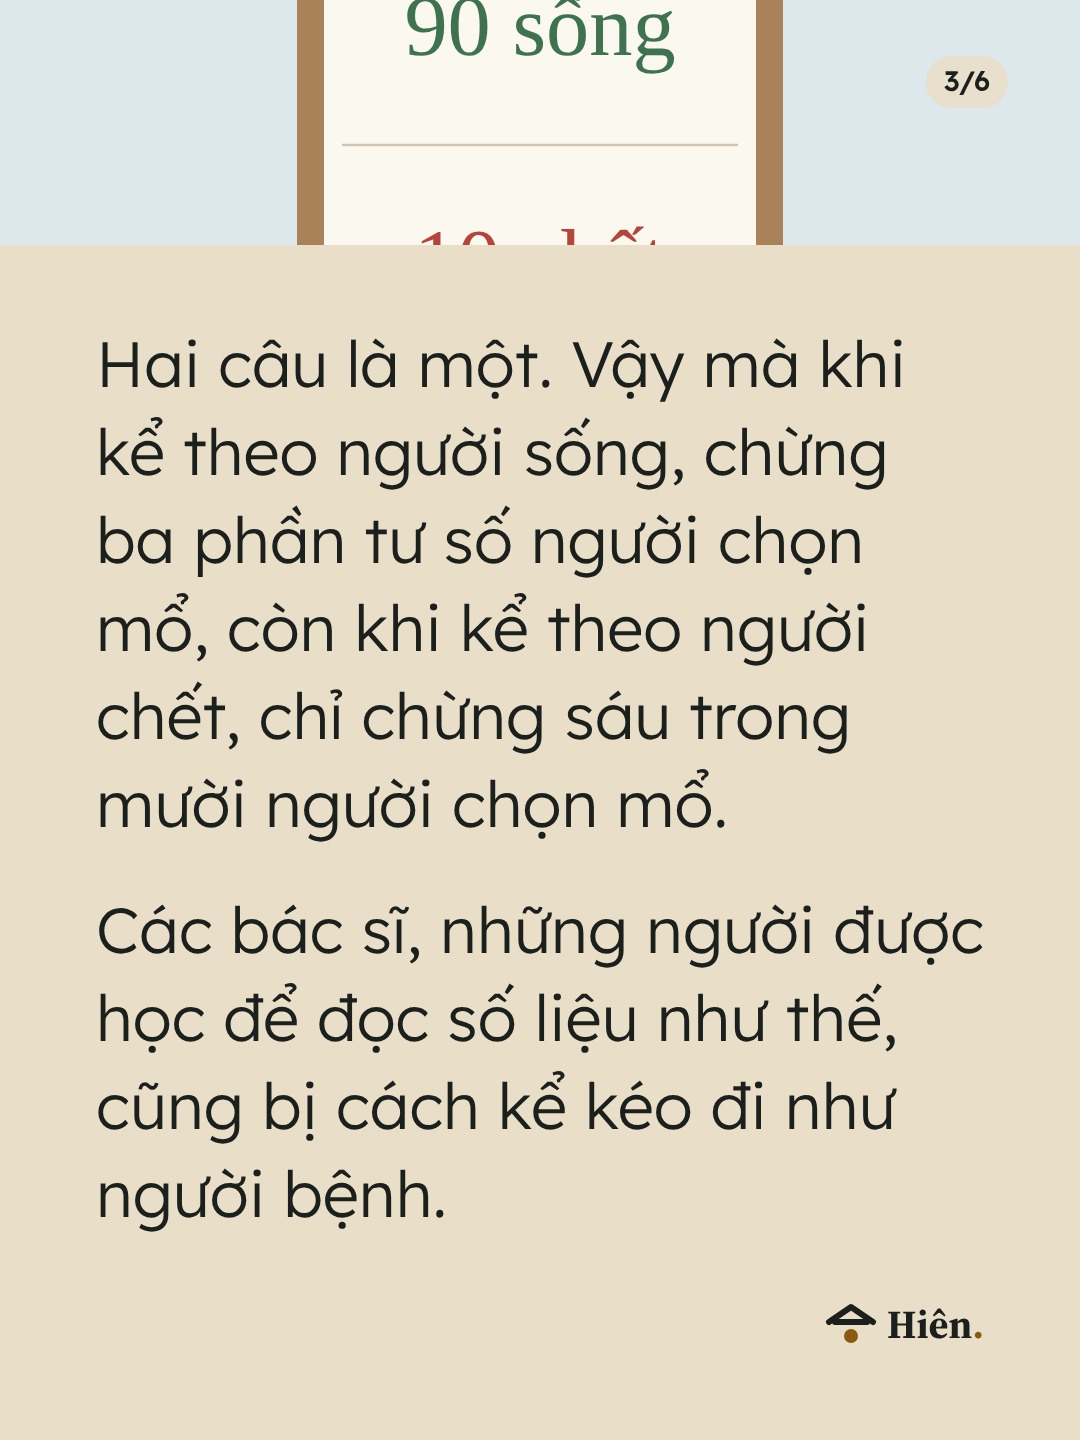 90 sống
3/6
10 chết
Hai câu là một. Vậy mà khi
kể theo người sống, chừng
ba phần tư số người chọn
mổ, còn khi kể theo người
chết, chỉ chừng sáu trong
mười người chọn mổ.
Các bác sĩ, những người được
học để đọc số liệu như thế,
cũng bị cách kể kéo đi như
người bệnh.
Hiên.